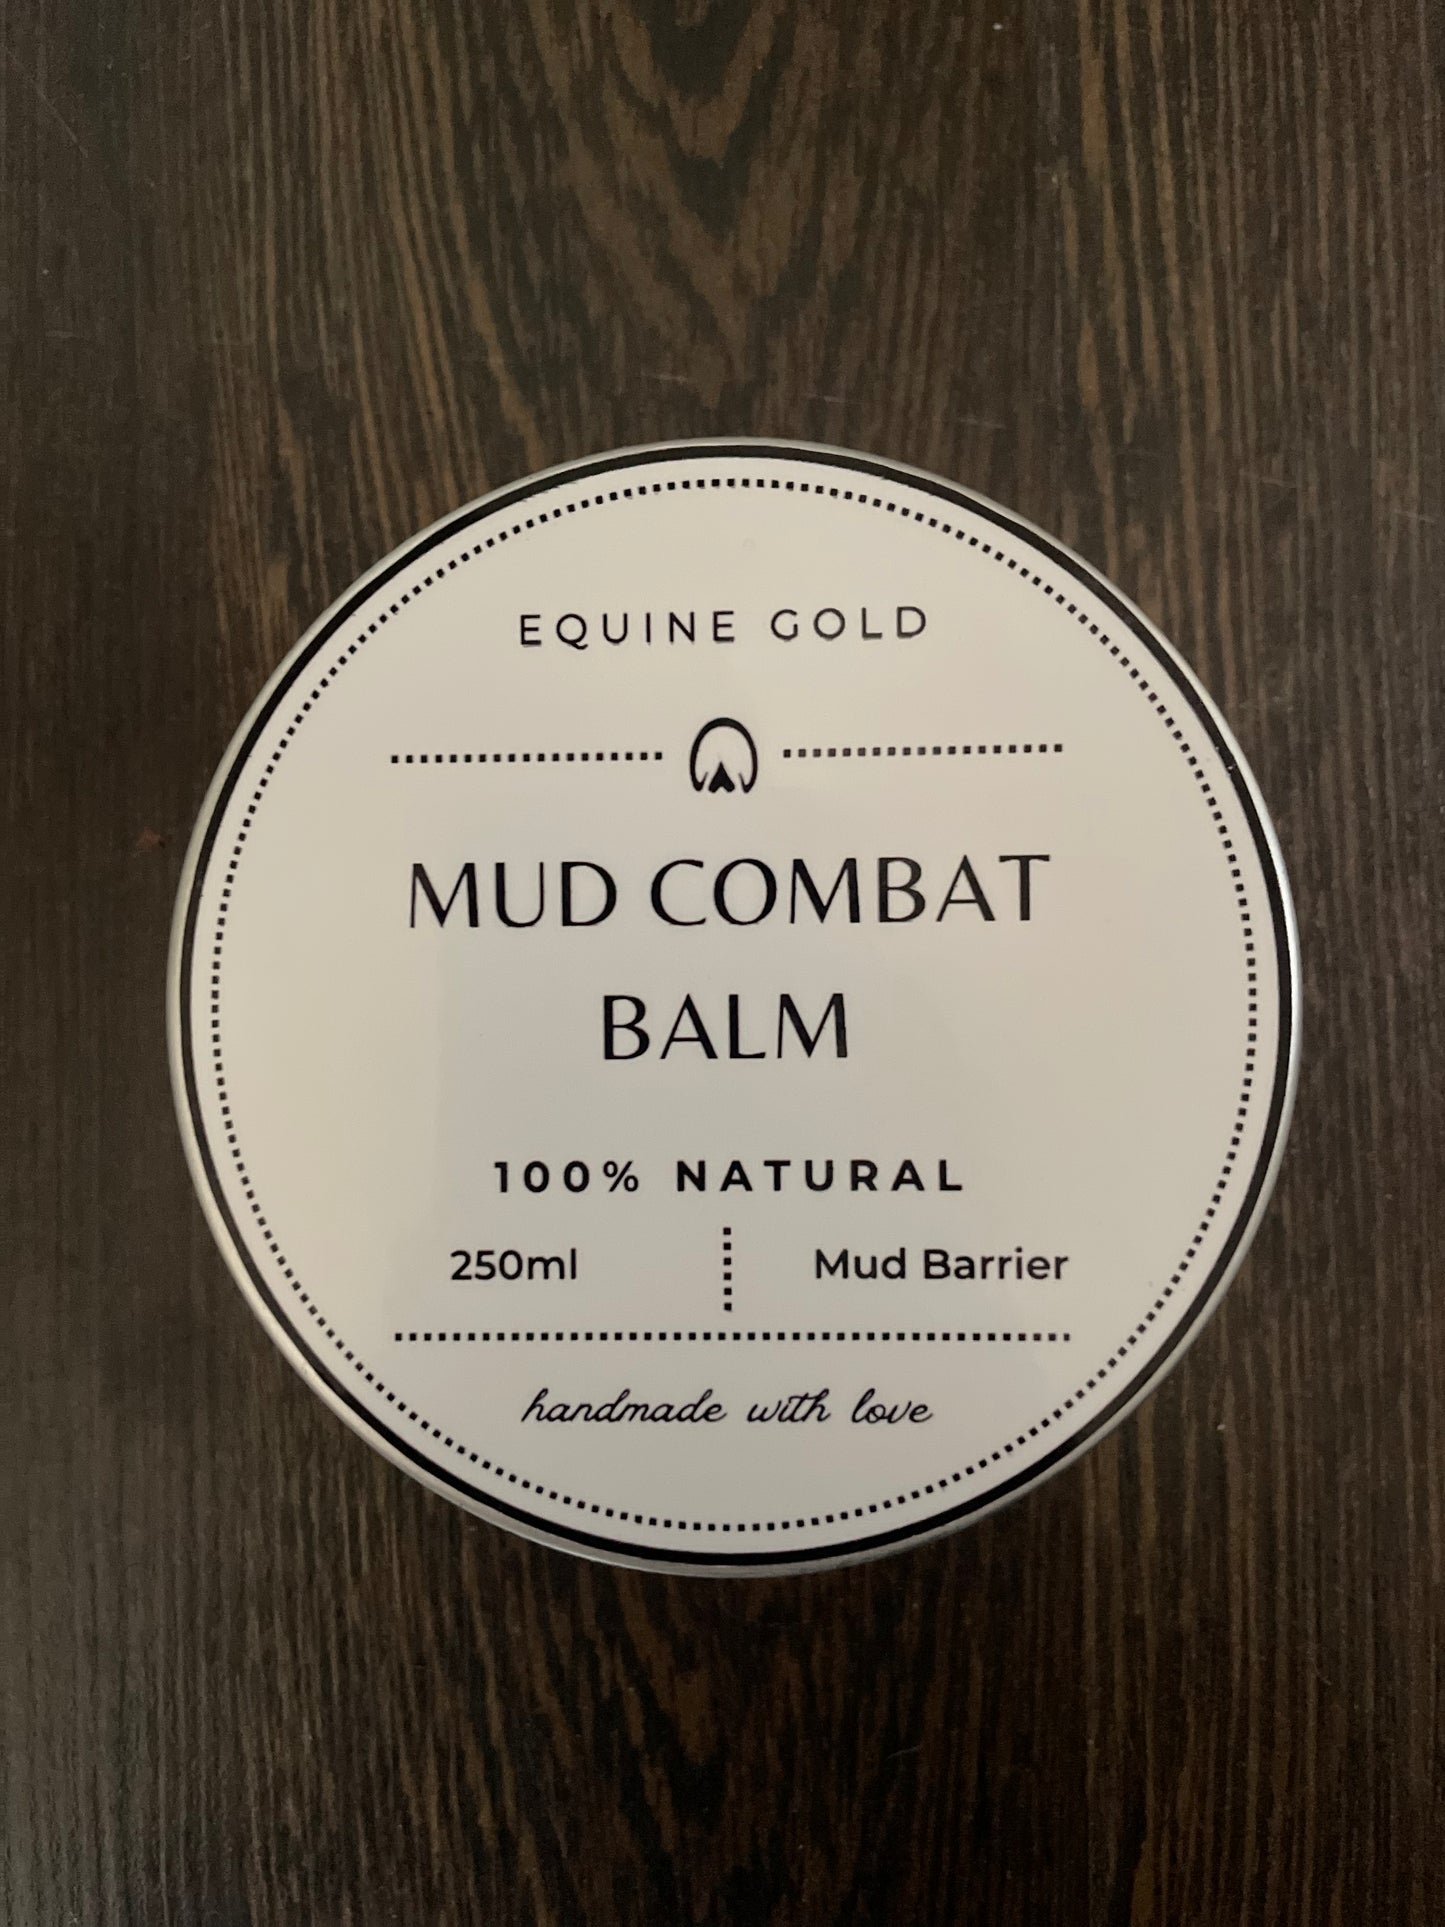 EQUINE GOLD
MUD COMBAT
BALM
100% NATURAL
250ml Mud Barrier
handmade with love